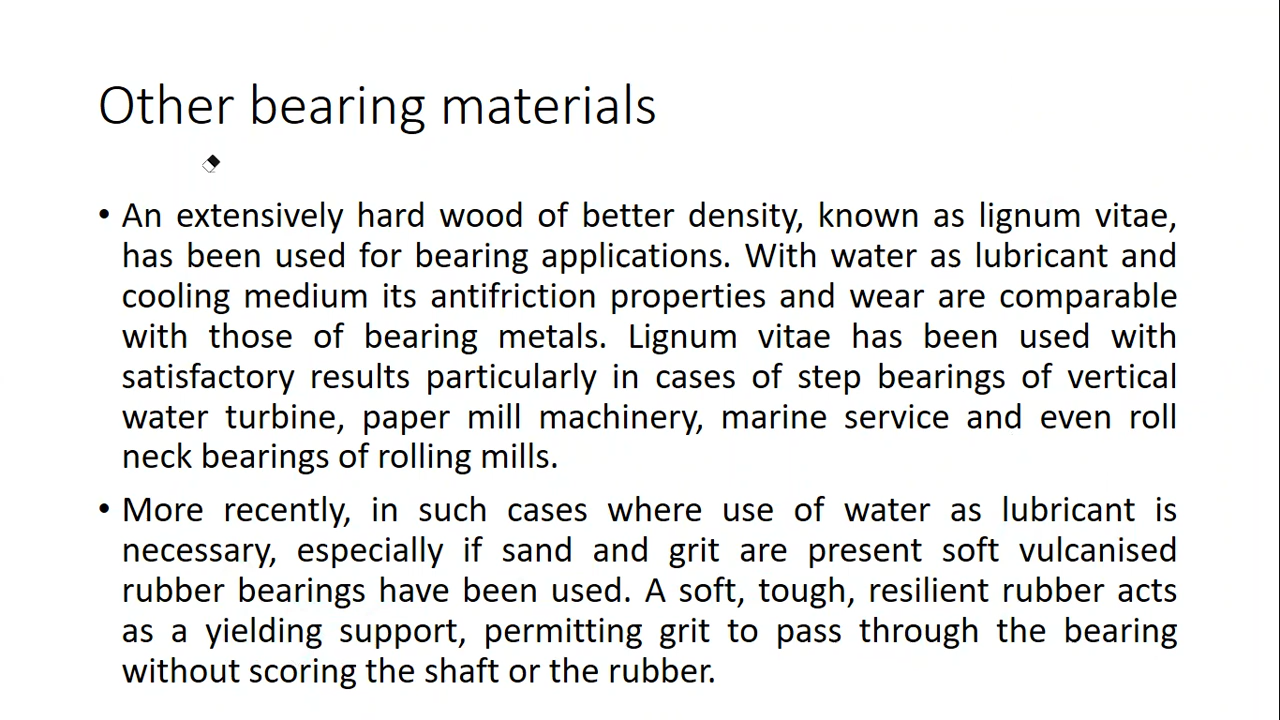 Other bearing materials
• An extensively hard wood of better density, known as lignum vitae,
has been used for bearing applications. With water as lubricant and
cooling medium its antifriction properties and wear are comparable
with those of bearing metals. Lignum vitae has been used with
satisfactory results particularly in cases of step bearings of vertical
water turbine, paper mill machinery, marine service and even roll
neck bearings of rolling mills.
• More recently, in such cases where use of water as lubricant is
necessary, especially if sand and grit are present soft vulcanised
rubber bearings have been used. A soft, tough, resilient rubber acts
as a yielding support, permitting grit to pass through the bearing
without scoring the shaft or the rubber.